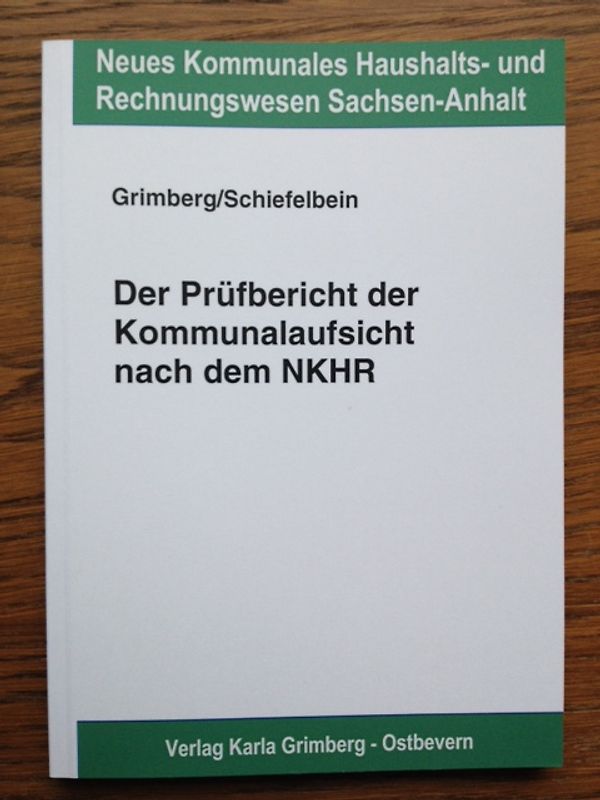 Neues Kommunales Haushalts- und
Rechnungswesen Sachsen-Anhalt
Grimberg/Schiefelbein
Der Prüfbericht der
Kommunalaufsicht
nach dem NKHR
Verlag Karla Grimberg - Ostbevern